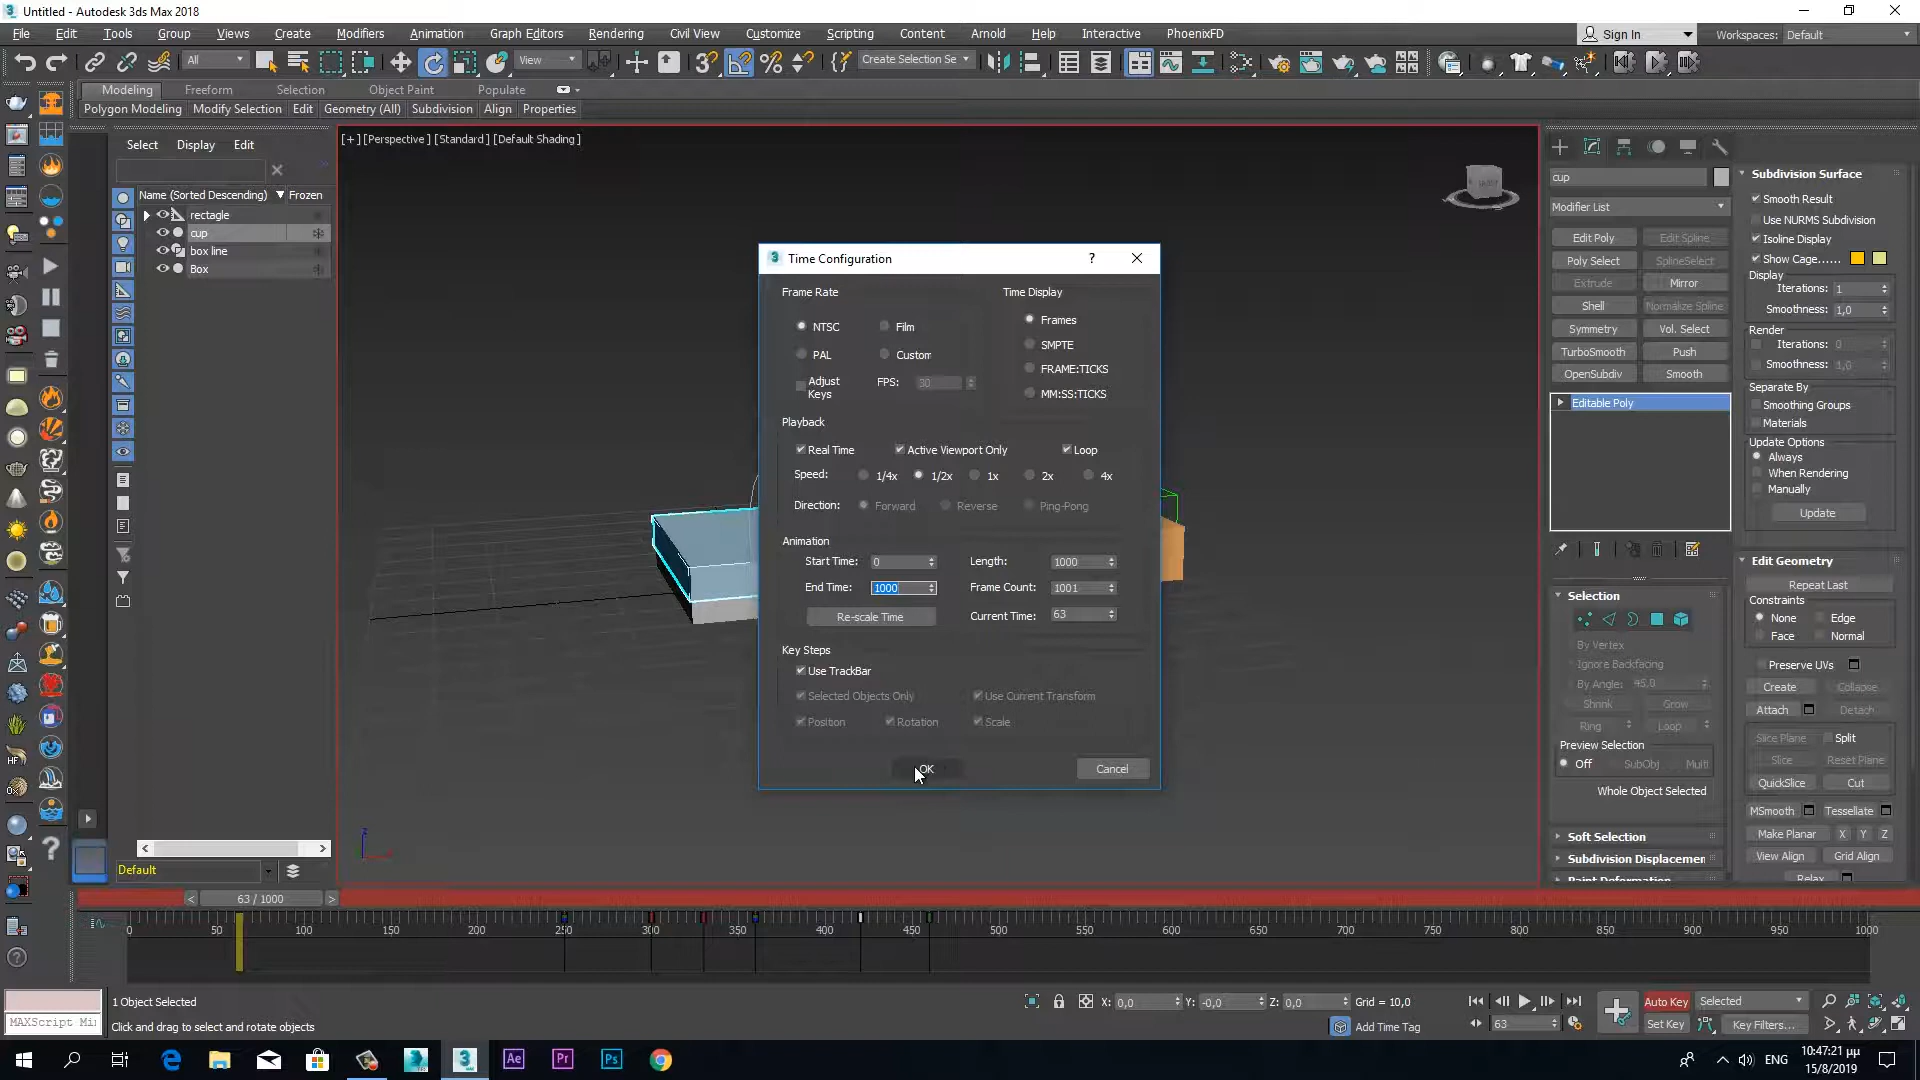 Untitled - Autodesk 3ds Max 2018
File Edit Tools Group Views Create Modifiers Animation Graph Editors Rendering Civil View Customize Scripting Content Arnold Help Interactive PhoenixFD
Sign In Workspaces: Default
All View Create Selection Se
Modeling Freeform Selection Object Paint Populate
Polygon Modeling Modify Selection Edit Geometry (All) Subdivision Align Properties
Select Display Edit
Name (Sorted Descending) Frozen
rectagle
cup
box line
Box
Default
[+] [Perspective] [Standard] [Default Shading]
Time Configuration ?
Frame Rate
NTSC Film
PAL Custom
Adjust Keys FPS: 30
Time Display
Frames
SMPTE
FRAME:TICKS
MM:SS:TICKS
Playback
Real Time Active Viewport Only Loop
Speed: 1/4x 1/2x 1x 2x 4x
Direction: Forward Reverse Ping-Pong
Animation
Start Time: 0 Length: 1000
End Time: 1000 Frame Count: 1001
Re-scale Time Current Time: 63
Key Steps
Use TrackBar
Selected Objects Only Use Current Transform
Position Rotation Scale
OK Cancel
cup
Modifier List
Edit Poly Edit Spline
Poly Select SplineSelect
Extrude Mirror
Shell Normalize Spline
Symmetry Vol. Select
TurboSmooth Push
OpenSubdiv Smooth
Editable Poly
Selection
By Vertex
Ignore Backfacing
By Angle: 45,0
Shrink Grow
Ring Loop
Preview Selection
Off SubObj Multi
Whole Object Selected
Soft Selection
Subdivision Displacemen
Paint Deformation
Subdivision Surface
Smooth Result
Use NURMS Subdivision
Isoline Display
Show Cage......
Display
Iterations: 1
Smoothness: 1,0
Render
Iterations: 0
Smoothness: 1,0
Separate By
Smoothing Groups
Materials
Update Options
Always
When Rendering
Manually
Update
Edit Geometry
Repeat Last
Constraints
None Edge
Face Normal
Preserve UVs
Create Collapse
Attach Detach
Slice Plane Split
Slice Reset Plane
QuickSlice Cut
MSmooth Tessellate
Make Planar X Y Z
View Align Grid Align
Relax
< 63 / 1000 >
0 50 100 150 200 250 300 350 400 450 500 550 600 650 700 750 800 850 900 950 1000
1 Object Selected X: 0,0 Y: -0,0 Z: 0,0 Grid = 10,0 Auto Key Selected
MAXScript Mi Click and drag to select and rotate objects Add Time Tag 63 Set Key Key Filters...
Ae Pr Ps ENG 10:47:21 μμ
15/8/2019